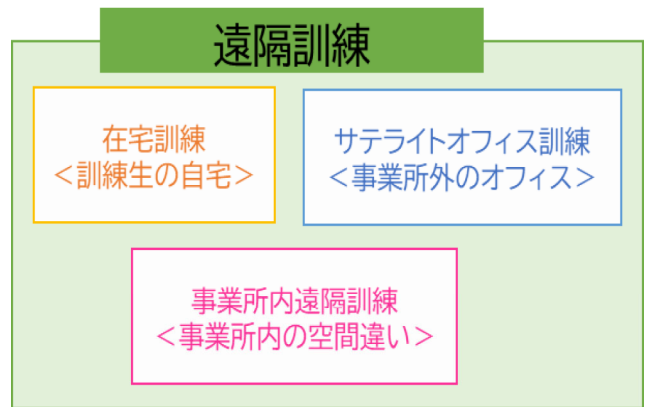 遠隔訓練
在宅訓練
＜訓練生の自宅＞
サテライトオフィス訓練
＜事業所外のオフィス＞
事業所内遠隔訓練
＜事業所内の空間違い＞